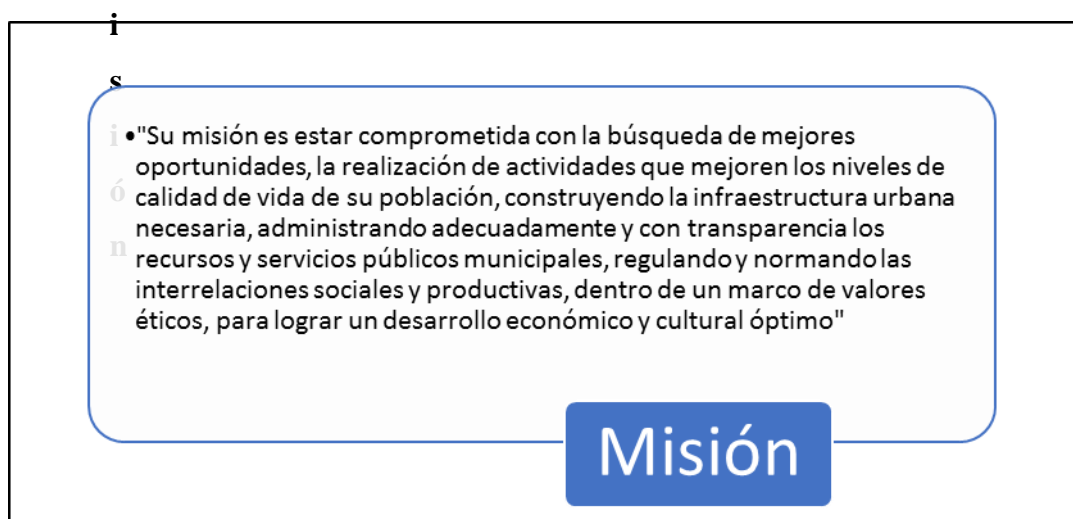 i
s
i
ó
n
•"Su misión es estar comprometida con la búsqueda de mejores
oportunidades, la realización de actividades que mejoren los niveles de
calidad de vida de su población, construyendo la infraestructura urbana
necesaria, administrando adecuadamente y con transparencia los
recursos y servicios públicos municipales, regulando y normando las
interrelaciones sociales y productivas, dentro de un marco de valores
éticos, para lograr un desarrollo económico y cultural óptimo"
Misión